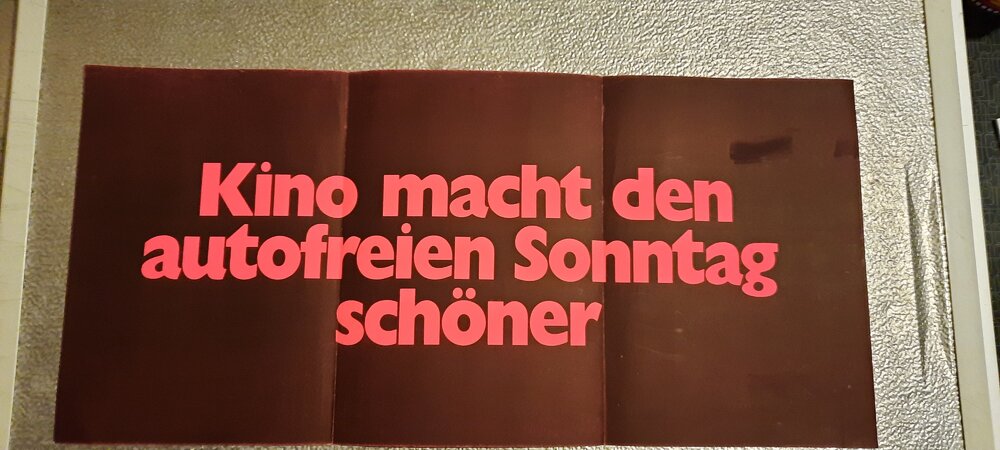 Kino macht den
autofreien Sonntag
schöner